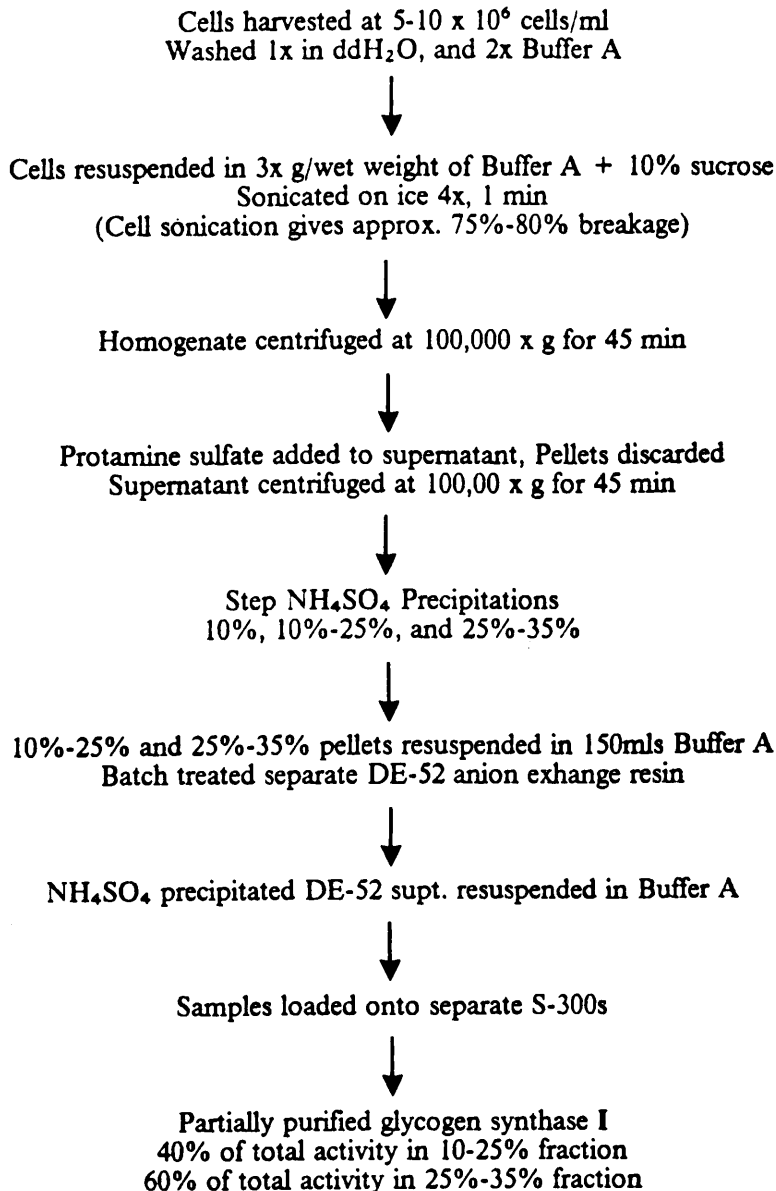 Cells harvested at 5-10 x 10⁶ cells/ml
Washed 1x in ddH₂O, and 2x Buffer A
Cells resuspended in 3x g/wet weight of Buffer A + 10% sucrose
Sonicated on ice 4x, 1 min
(Cell sonication gives approx. 75%-80% breakage)
Homogenate centrifuged at 100,000 x g for 45 min
Protamine sulfate added to supernatant, Pellets discarded
Supernatant centrifuged at 100,00 x g for 45 min
Step NH₄SO₄ Precipitations
10%, 10%-25%, and 25%-35%
10%-25% and 25%-35% pellets resuspended in 150mls Buffer A
Batch treated separate DE-52 anion exhange resin
NH₄SO₄ precipitated DE-52 supt. resuspended in Buffer A
Samples loaded onto separate S-300s
Partially purified glycogen synthase I
40% of total activity in 10-25% fraction
60% of total activity in 25%-35% fraction